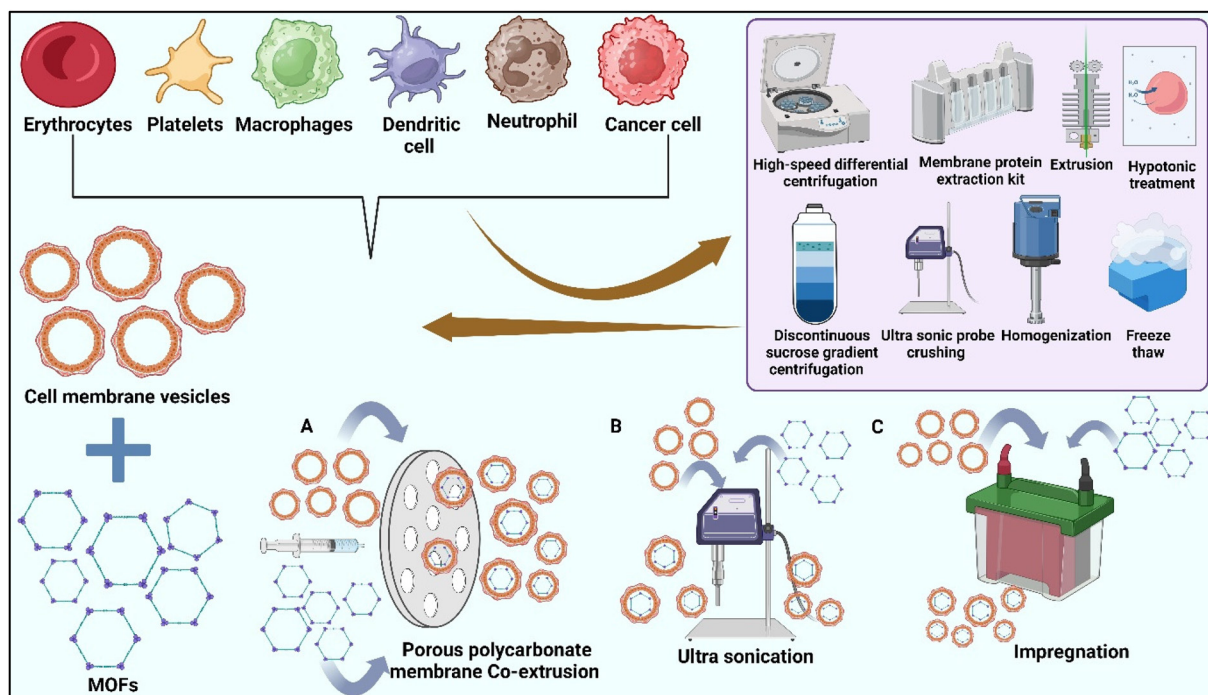 Erythrocytes
Platelets
Macrophages
Dendritic
cell
Neutrophil
Cancer cell
High-speed differential
centrifugation
Membrane protein
extraction kit
Extrusion
H₂O
H₂O
Hypotonic
treatment
Discontinuous
sucrose gradient
centrifugation
Ultra sonic probe
crushing
Homogenization
Freeze
thaw
Cell membrane vesicles
MOFs
A
Porous polycarbonate
membrane Co-extrusion
B
Ultra sonication
C
Impregnation